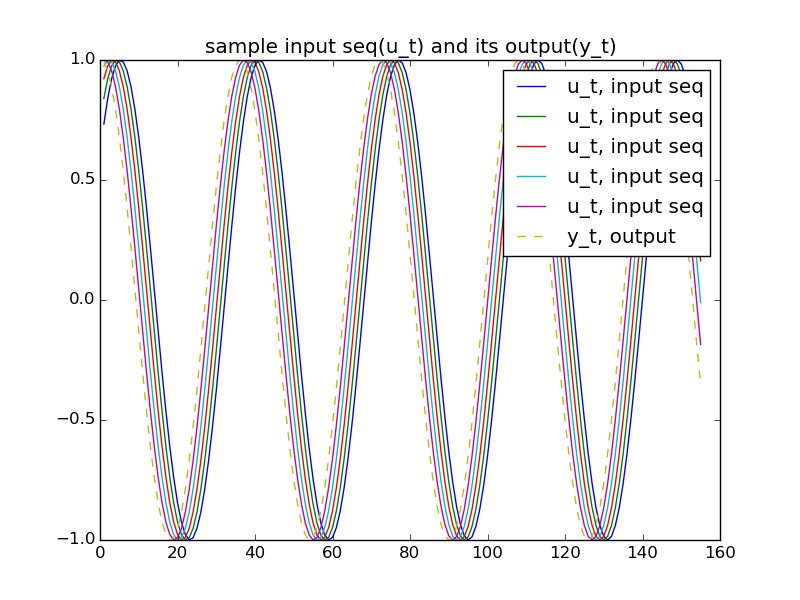 sample input seq(u_t) and its output(y_t)
1.0
0.5
0.0
−0.5
−1.0
u_t, input seq
u_t, input seq
u_t, input seq
u_t, input seq
u_t, input seq
y_t, output
0 20 40 60 80 100 120 140 160